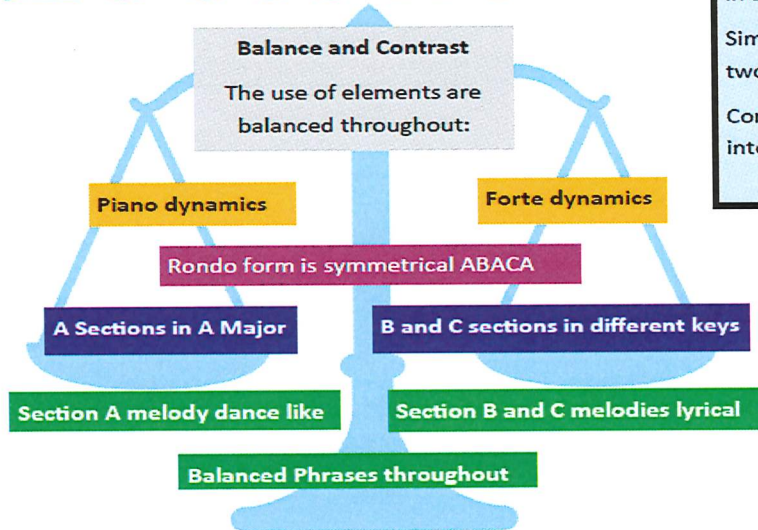 Balance and Contrast
The use of elements are
balanced throughout:
Piano dynamics
Forte dynamics
Rondo form is symmetrical ABACA
A Sections in A Major
B and C sections in different keys
Section A melody dance like
Section B and C melodies lyrical
Balanced Phrases throughout